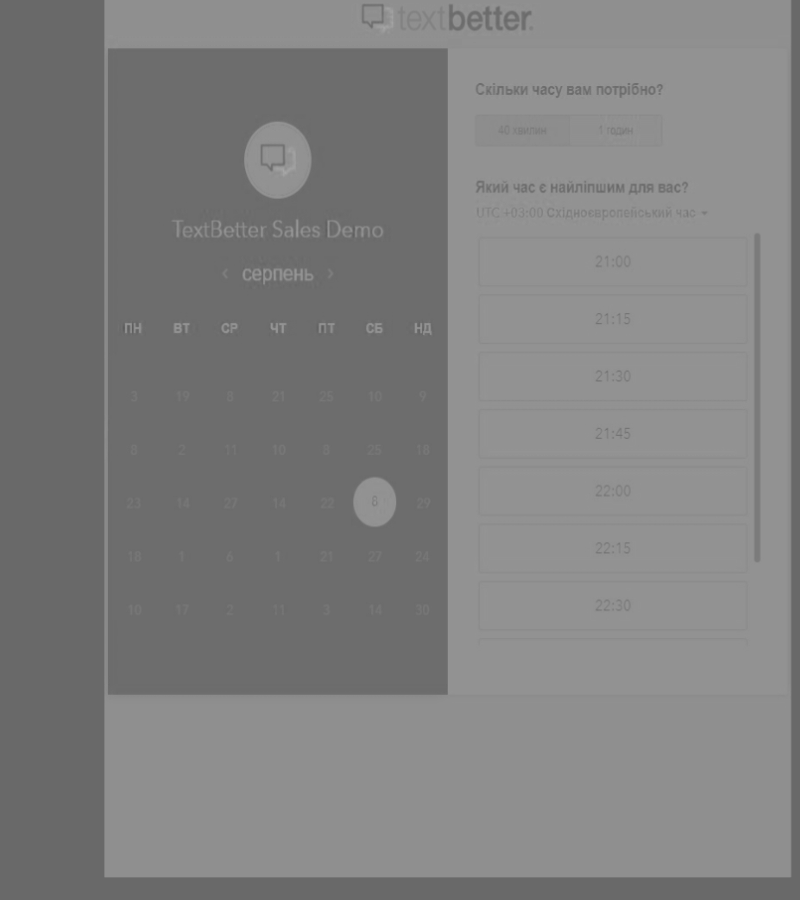 textbetter.
TextBetter Sales Demo
‹ серпень ›
ПН ВТ СР ЧТ ПТ СБ НД
3 19 8 21 25 10 9
8 2 11 10 8 25 18
23 14 27 14 22 6 29
18 1 6 1 21 27 24
10 17 2 11 3 14 30
Скільки часу вам потрібно?
40 хвилин 1 годин
Який час є найліпшим для вас?
UTC +03:00 Східноєвропейський час
21:00
21:15
21:30
21:45
22:00
22:15
22:30